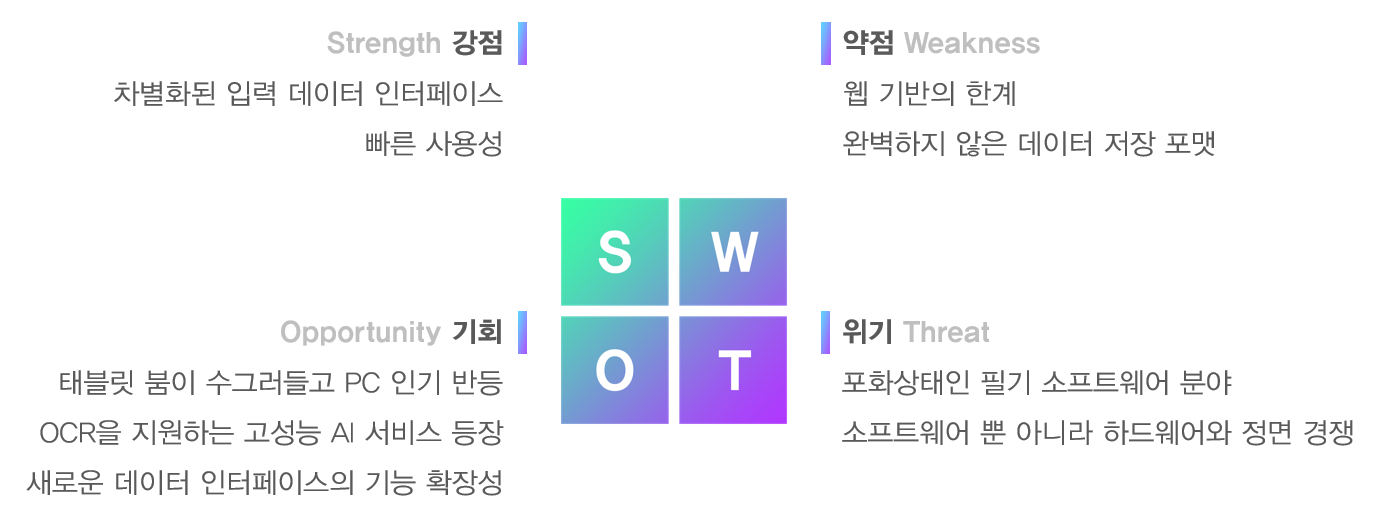 Strength 강점
차별화된 입력 데이터 인터페이스
빠른 사용성
약점 Weakness
웹 기반의 한계
완벽하지 않은 데이터 저장 포맷
S W
O T
Opportunity 기회
태블릿 붐이 수그러들고 PC 인기 반등
OCR을 지원하는 고성능 AI 서비스 등장
새로운 데이터 인터페이스의 기능 확장성
위기 Threat
포화상태인 필기 소프트웨어 분야
소프트웨어 뿐 아니라 하드웨어와 정면 경쟁